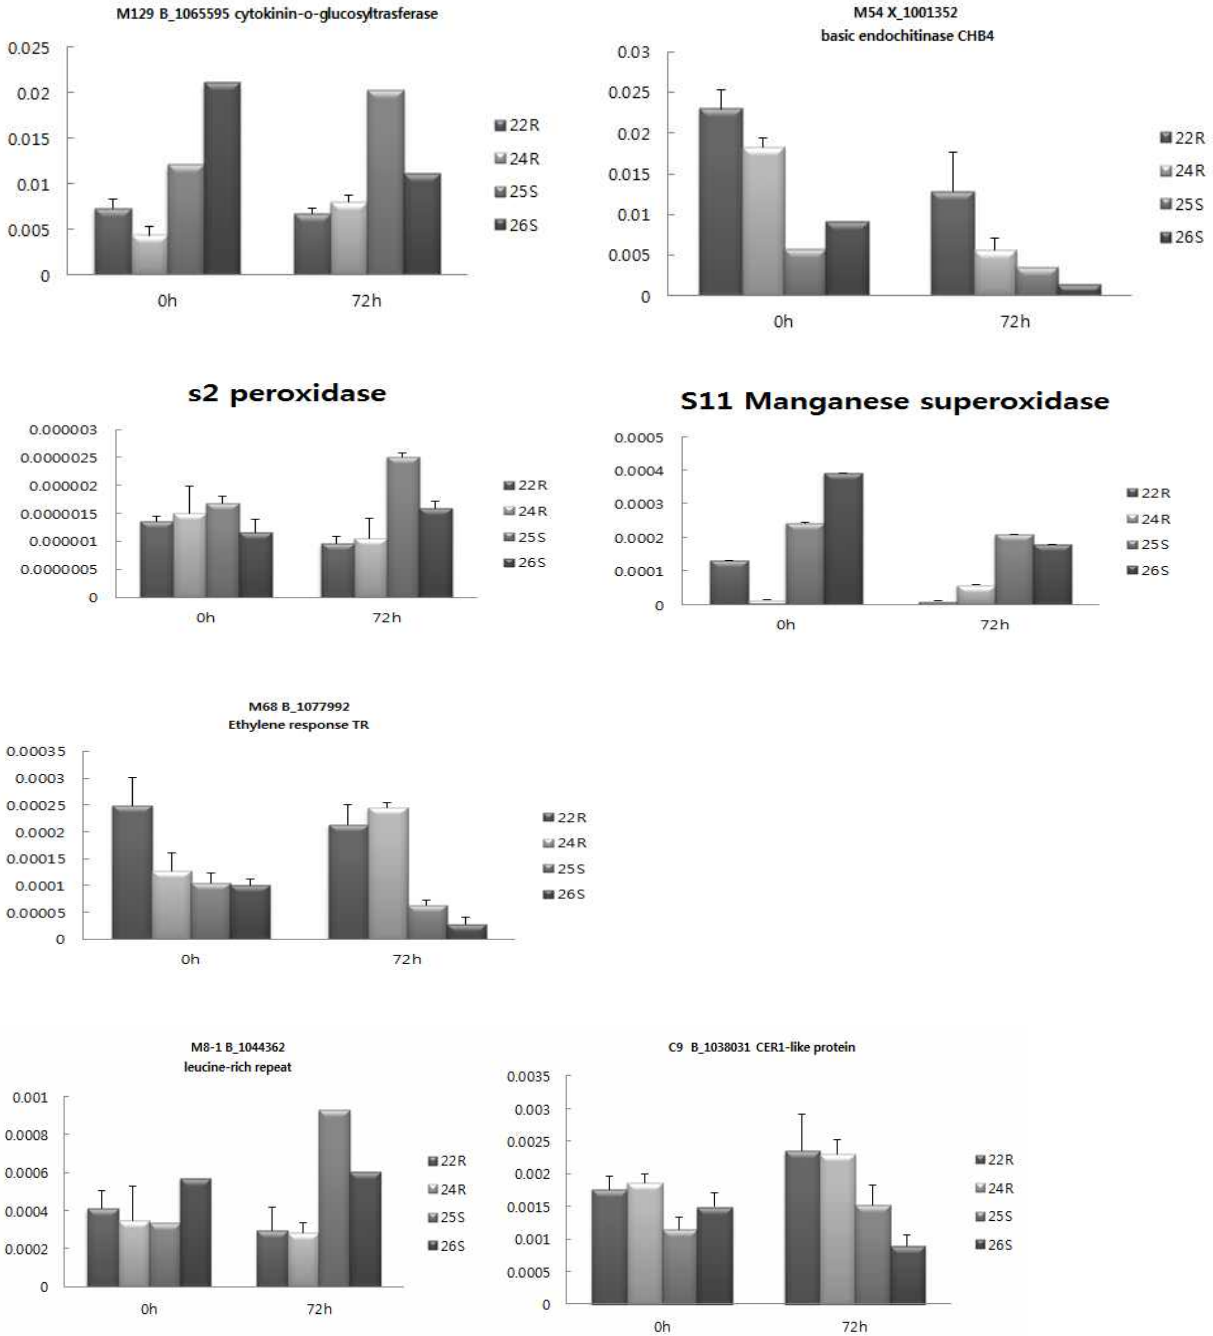 M129 B_1065595 cytokinin-o-glucosyltrasferase
0.025
0.02
0.015
0.01
0.005
0
0h
72h
22R
24R
25S
26S
M54 X_1001352
basic endochitinase CHB4
0.03
0.025
0.02
0.015
0.01
0.005
0
0h
72h
22R
24R
25S
26S
s2 peroxidase
0.000003
0.0000025
0.000002
0.0000015
0.000001
0.0000005
0
0h
72h
22R
24R
25S
26S
S11 Manganese superoxidase
0.0005
0.0004
0.0003
0.0002
0.0001
0
0h
72h
22R
24R
25S
26S
M68 B_1077992
Ethylene response TR
0.00035
0.0003
0.00025
0.0002
0.00015
0.0001
0.00005
0
0h
72h
22R
24R
25S
26S
M8-1 B_1044362
leucine-rich repeat
0.001
0.0008
0.0006
0.0004
0.0002
0
0h
72h
22R
24R
25S
26S
C9 B_1038031 CER1-like protein
0.0035
0.003
0.0025
0.002
0.0015
0.001
0.0005
0
0h
72h
22R
24R
25S
26S